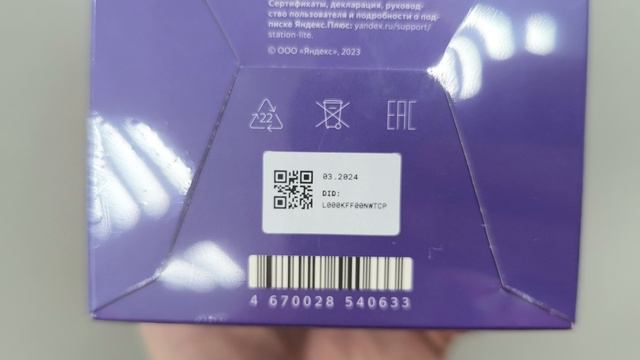 Сертификаты, декларация, руковод-
ство пользователя и подробности о под-
писке Яндекс.Плюс: yandex.ru/support/
station-lite.
© ООО «Яндекс», 2023
22
EAC
03.2024
DID:
L000KFF00NWTCP
4 670028 540633